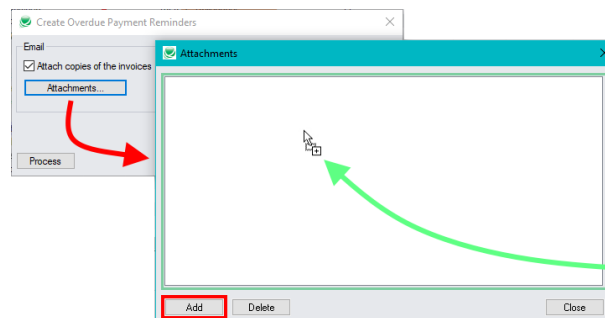 Create Overdue Payment Reminders
Email
Attach copies of the invoices
Attachments...
Process
Attachments
Add
Delete
Close